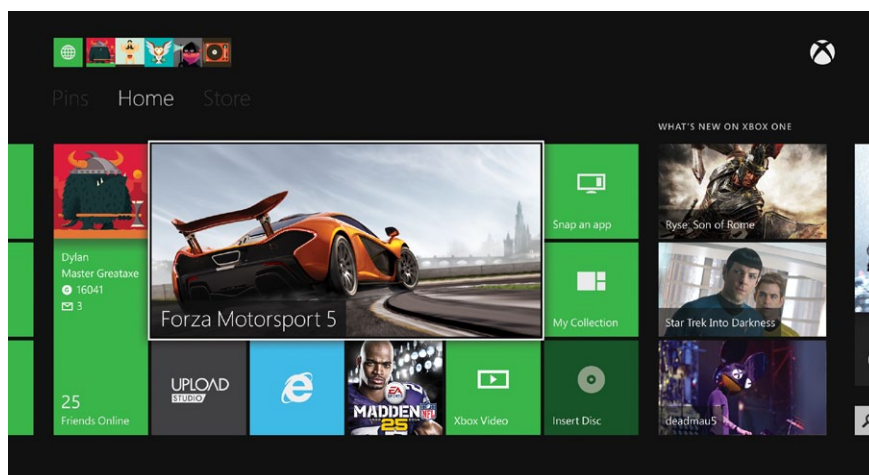 Pins Home Store
WHAT'S NEW ON XBOX ONE
Dylan
Master Greataxe
G 16041
3
25
Friends Online
Forza Motorsport 5
Snap an app
My Collection
UPLOAD
STUDIO
EA
SPORTS
MADDEN NFL
25
Xbox Video
Insert Disc
Ryse: Son of Rome
Star Trek Into Darkness
deadmau5